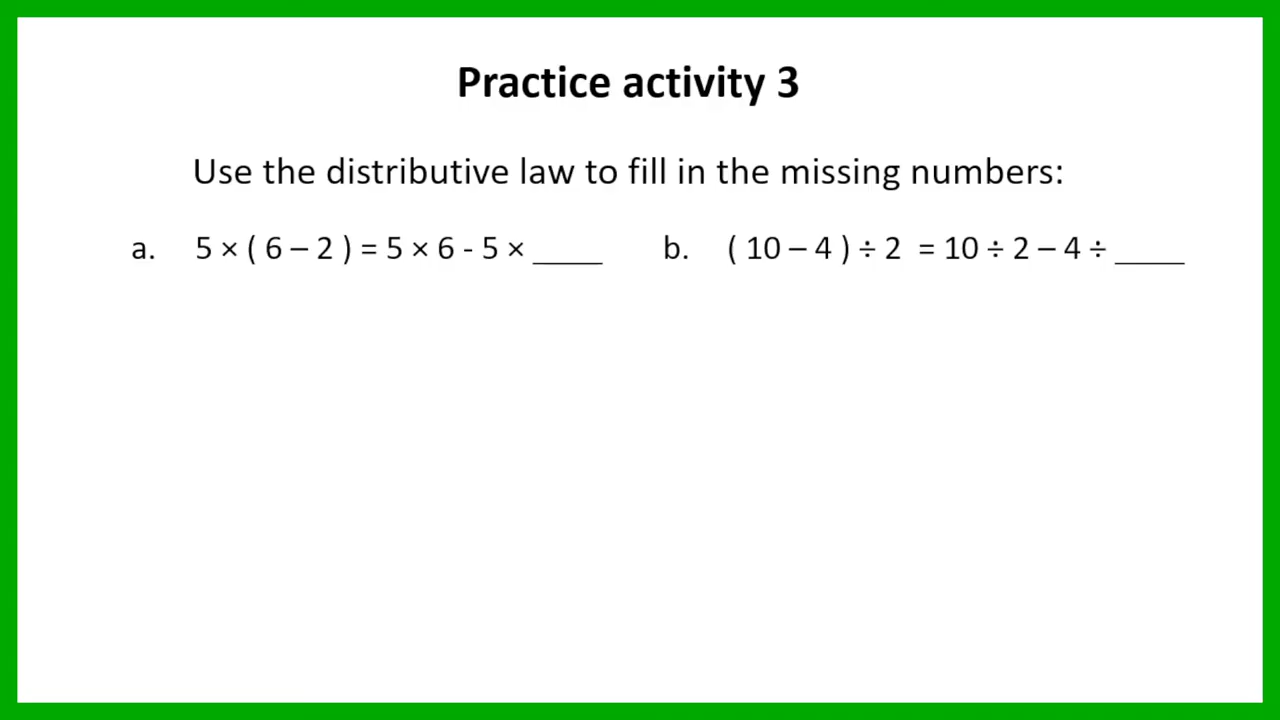 Practice activity 3
Use the distributive law to fill in the missing numbers:
a. 5 × ( 6 – 2 ) = 5 × 6 - 5 × ____ b. ( 10 – 4 ) ÷ 2 = 10 ÷ 2 – 4 ÷ ____